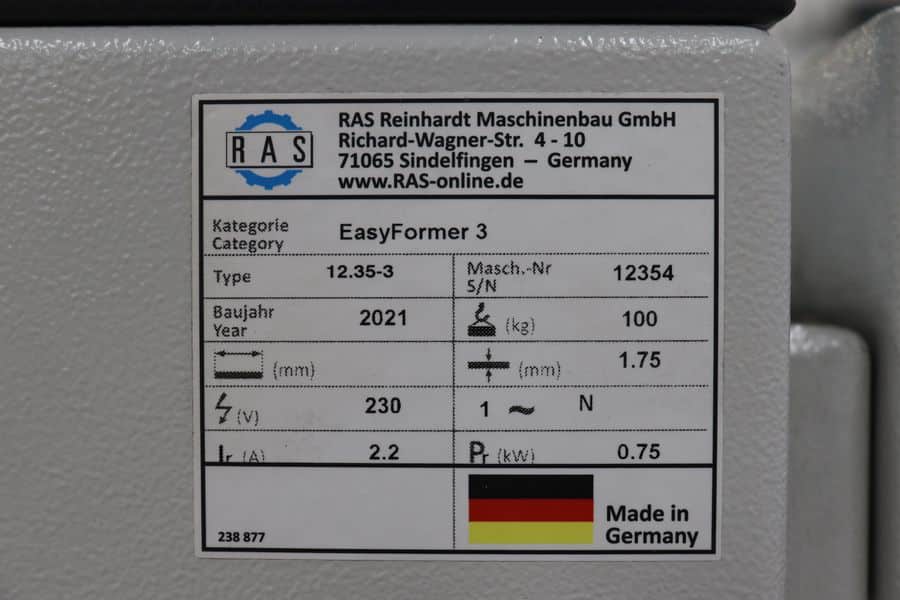 RAS
RAS Reinhardt Maschinenbau GmbH
Richard-Wagner-Str. 4 - 10
71065 Sindelfingen – Germany
www.RAS-online.de
Kategorie
Category
EasyFormer 3
Type 12.35-3
Masch.-Nr
S/N
12354
Baujahr
Year
2021
(kg) 100
(mm)
(mm) 1.75
(V) 230
1 ~ N
Ir (A) 2.2
Pr (kW) 0.75
238 877
Made in
Germany